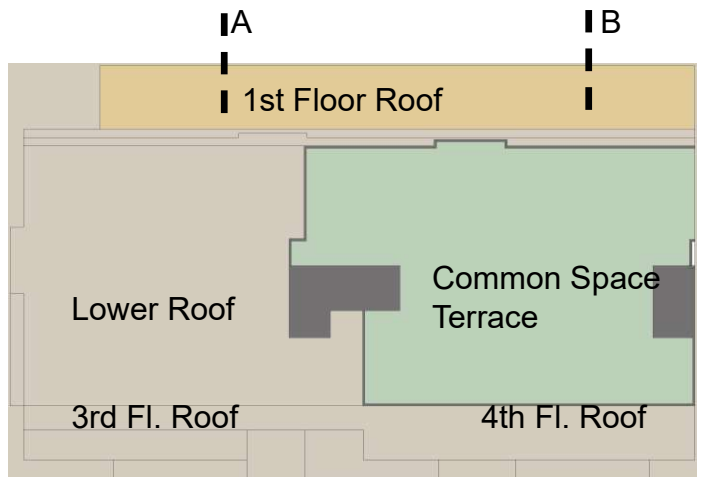 A
B
1st Floor Roof
Common Space
Terrace
Lower Roof
3rd Fl. Roof
4th Fl. Roof